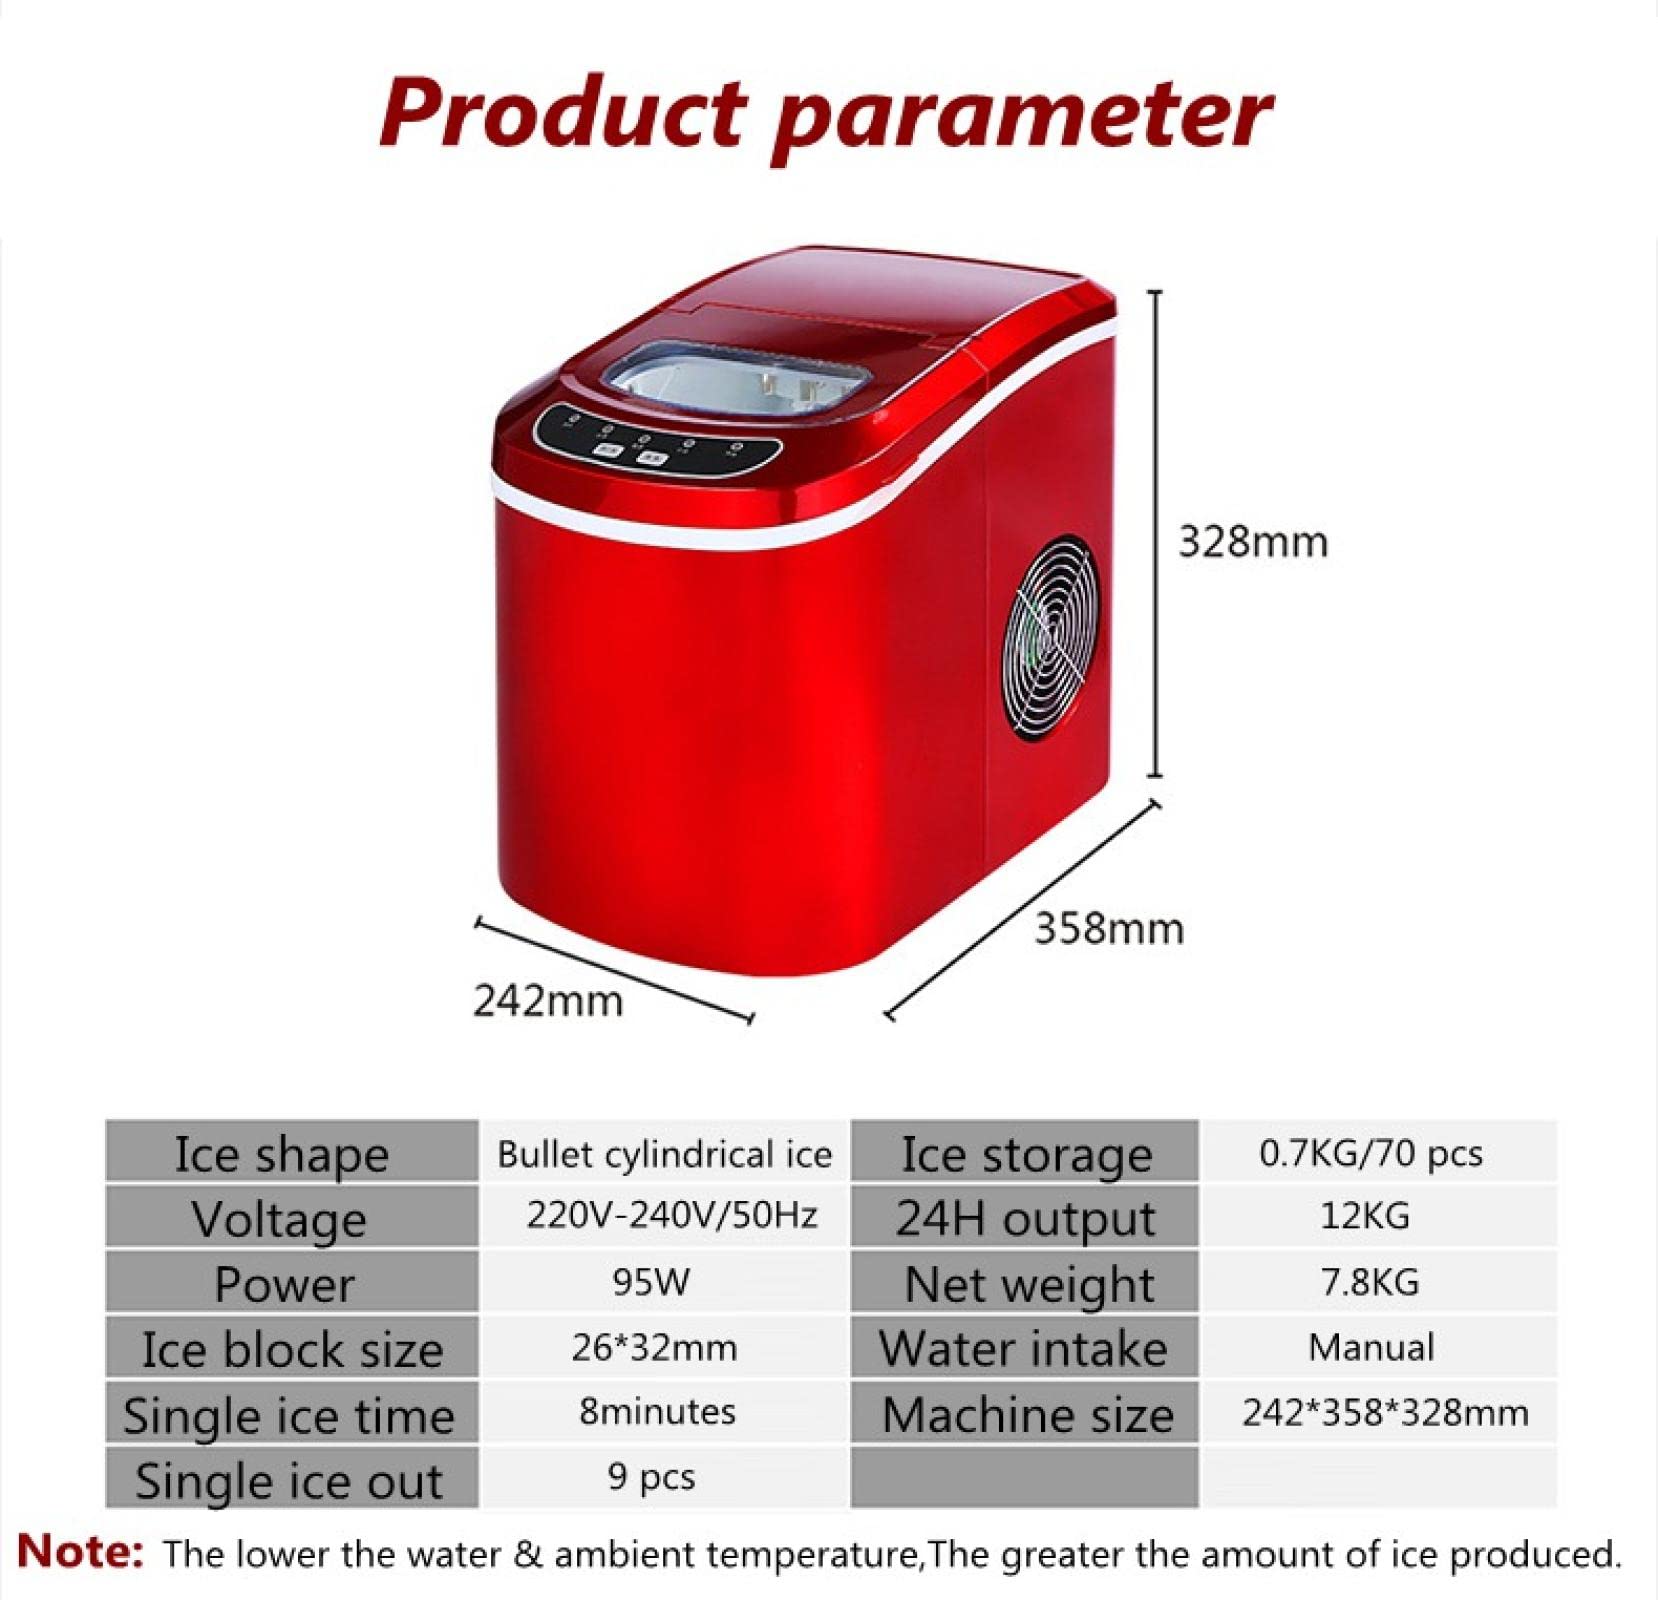 Product parameter
328mm
358mm
242mm
Ice shape Bullet cylindrical ice Ice storage 0.7KG/70 pcs
Voltage 220V-240V/50Hz 24H output 12KG
Power 95W Net weight 7.8KG
Ice block size 26*32mm Water intake Manual
Single ice time 8minutes Machine size 242*358*328mm
Single ice out 9 pcs
Note: The lower the water & ambient temperature,The greater the amount of ice produced.